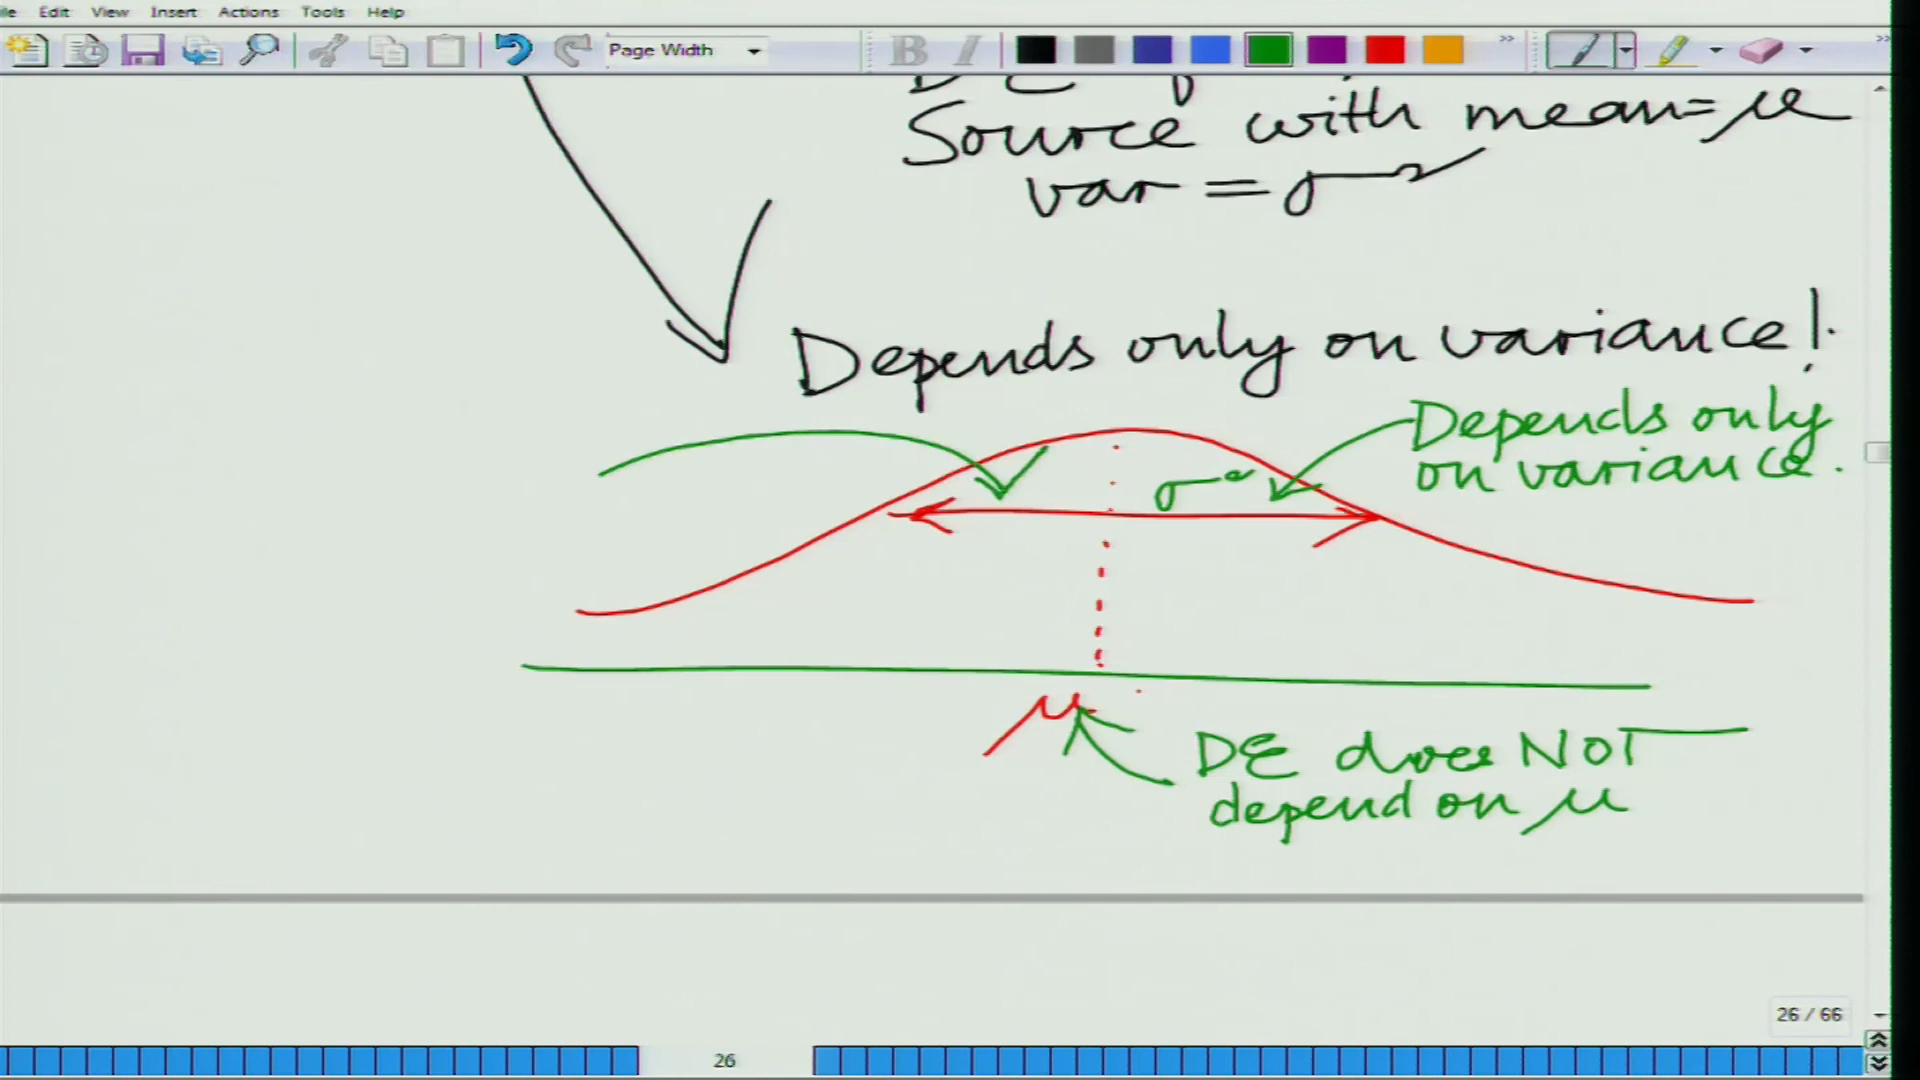 Edit View Insert Actions Tools Help
Page Width
B I
Source with mean=μ
var = σ²
Depends only on variance!
Depends only
on variance.
σ²
μ
DE does NOT
depend on μ
26 / 66
26